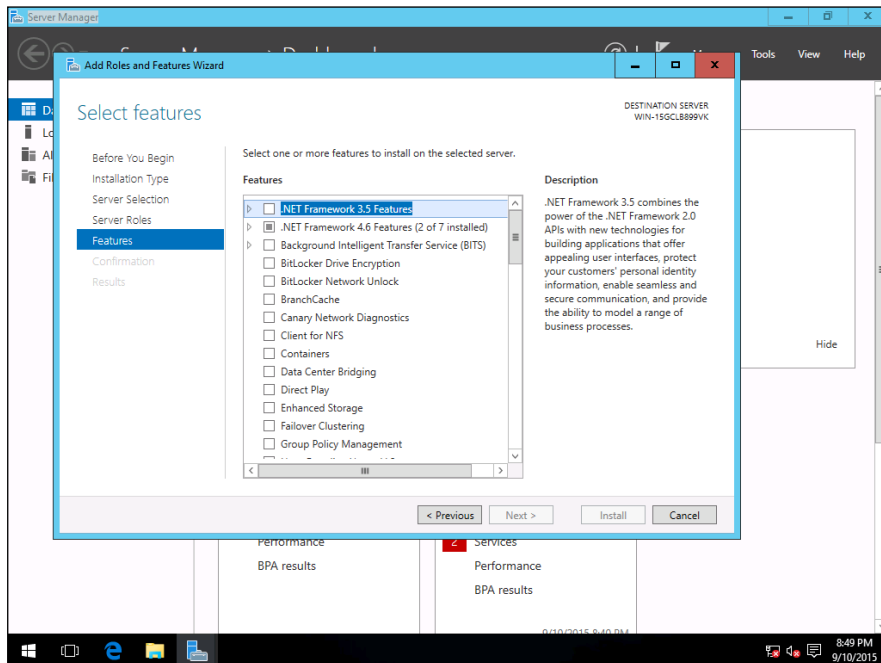 Server Manager
Tools View Help
Add Roles and Features Wizard
Select features
DESTINATION SERVER
WIN-15GCLB899VK
Before You Begin
Installation Type
Server Selection
Server Roles
Features
Confirmation
Results
Select one or more features to install on the selected server.
Features
.NET Framework 3.5 Features
.NET Framework 4.6 Features (2 of 7 installed)
Background Intelligent Transfer Service (BITS)
BitLocker Drive Encryption
BitLocker Network Unlock
BranchCache
Canary Network Diagnostics
Client for NFS
Containers
Data Center Bridging
Direct Play
Enhanced Storage
Failover Clustering
Group Policy Management
Description
.NET Framework 3.5 combines the
power of the .NET Framework 2.0
APIs with new technologies for
building applications that offer
appealing user interfaces, protect
your customers' personal identity
information, enable seamless and
secure communication, and provide
the ability to model a range of
business processes.
Hide
< Previous
Next >
Install
Cancel
Performance
BPA results
2 Services
Performance
BPA results
9/10/2015 8:49 PM
8:49 PM
9/10/2015